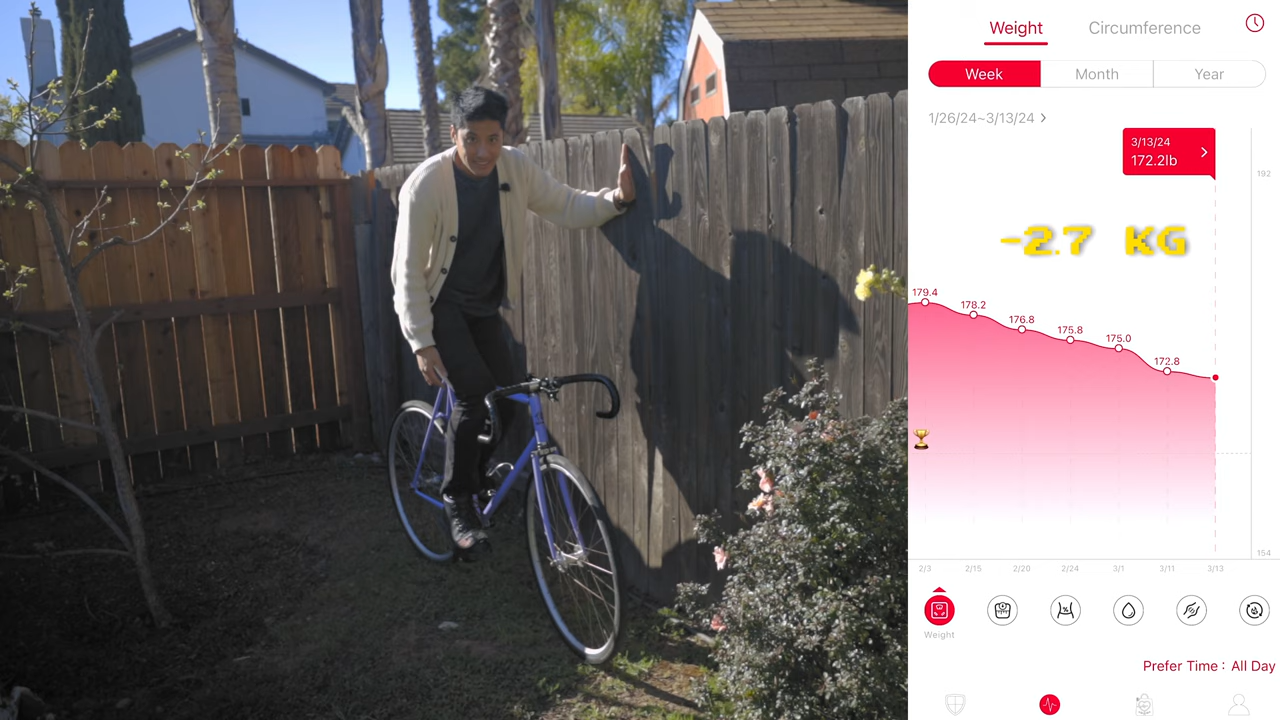 Weight
Circumference
Week
Month
Year
1/26/24~3/13/24
3/13/24
172.2lb
192
-2.7 KG
179.4
178.2
176.8
175.8
175.0
172.8
154
2/3
2/15
2/20
2/24
3/1
3/11
3/13
Weight
Prefer Time : All Day